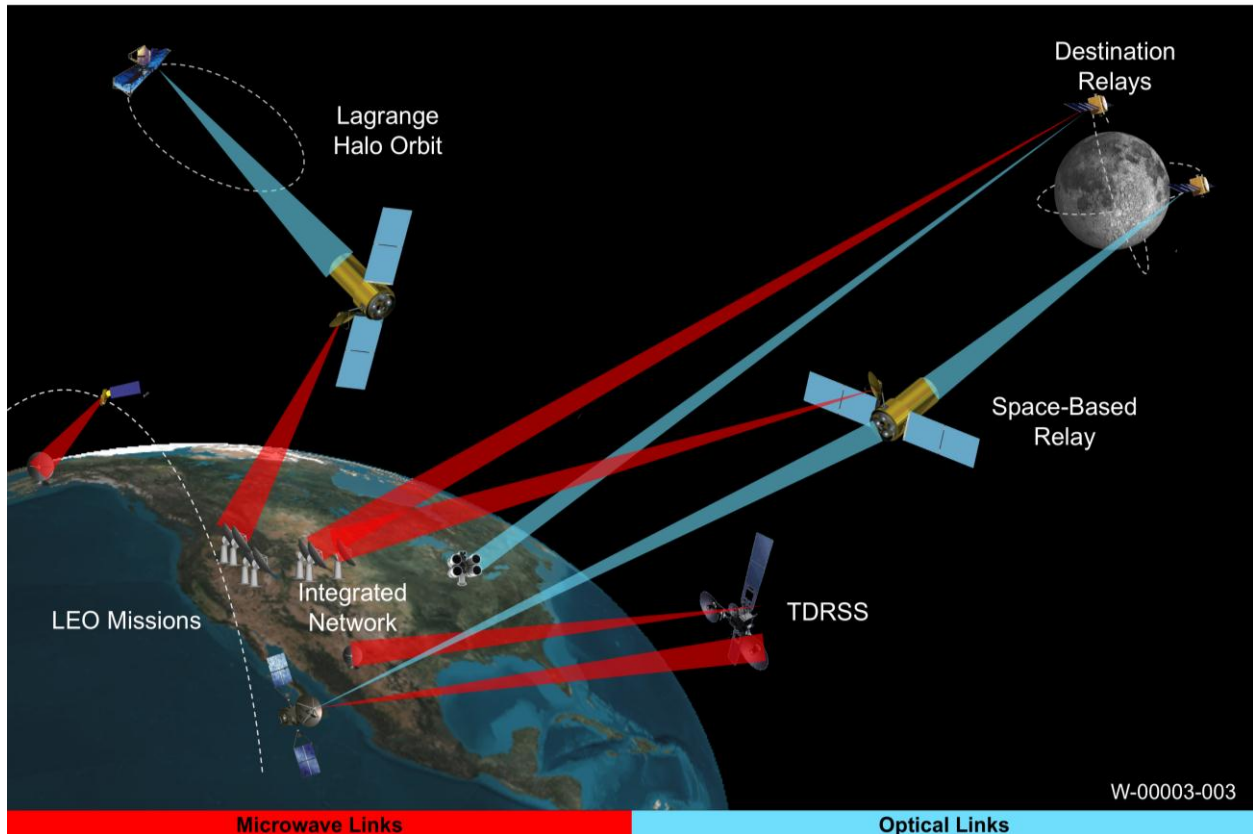 Destination
Relays
Lagrange
Halo Orbit
Space-Based
Relay
Integrated
Network
LEO Missions
TDRSS
W-00003-003
Microwave Links
Optical Links